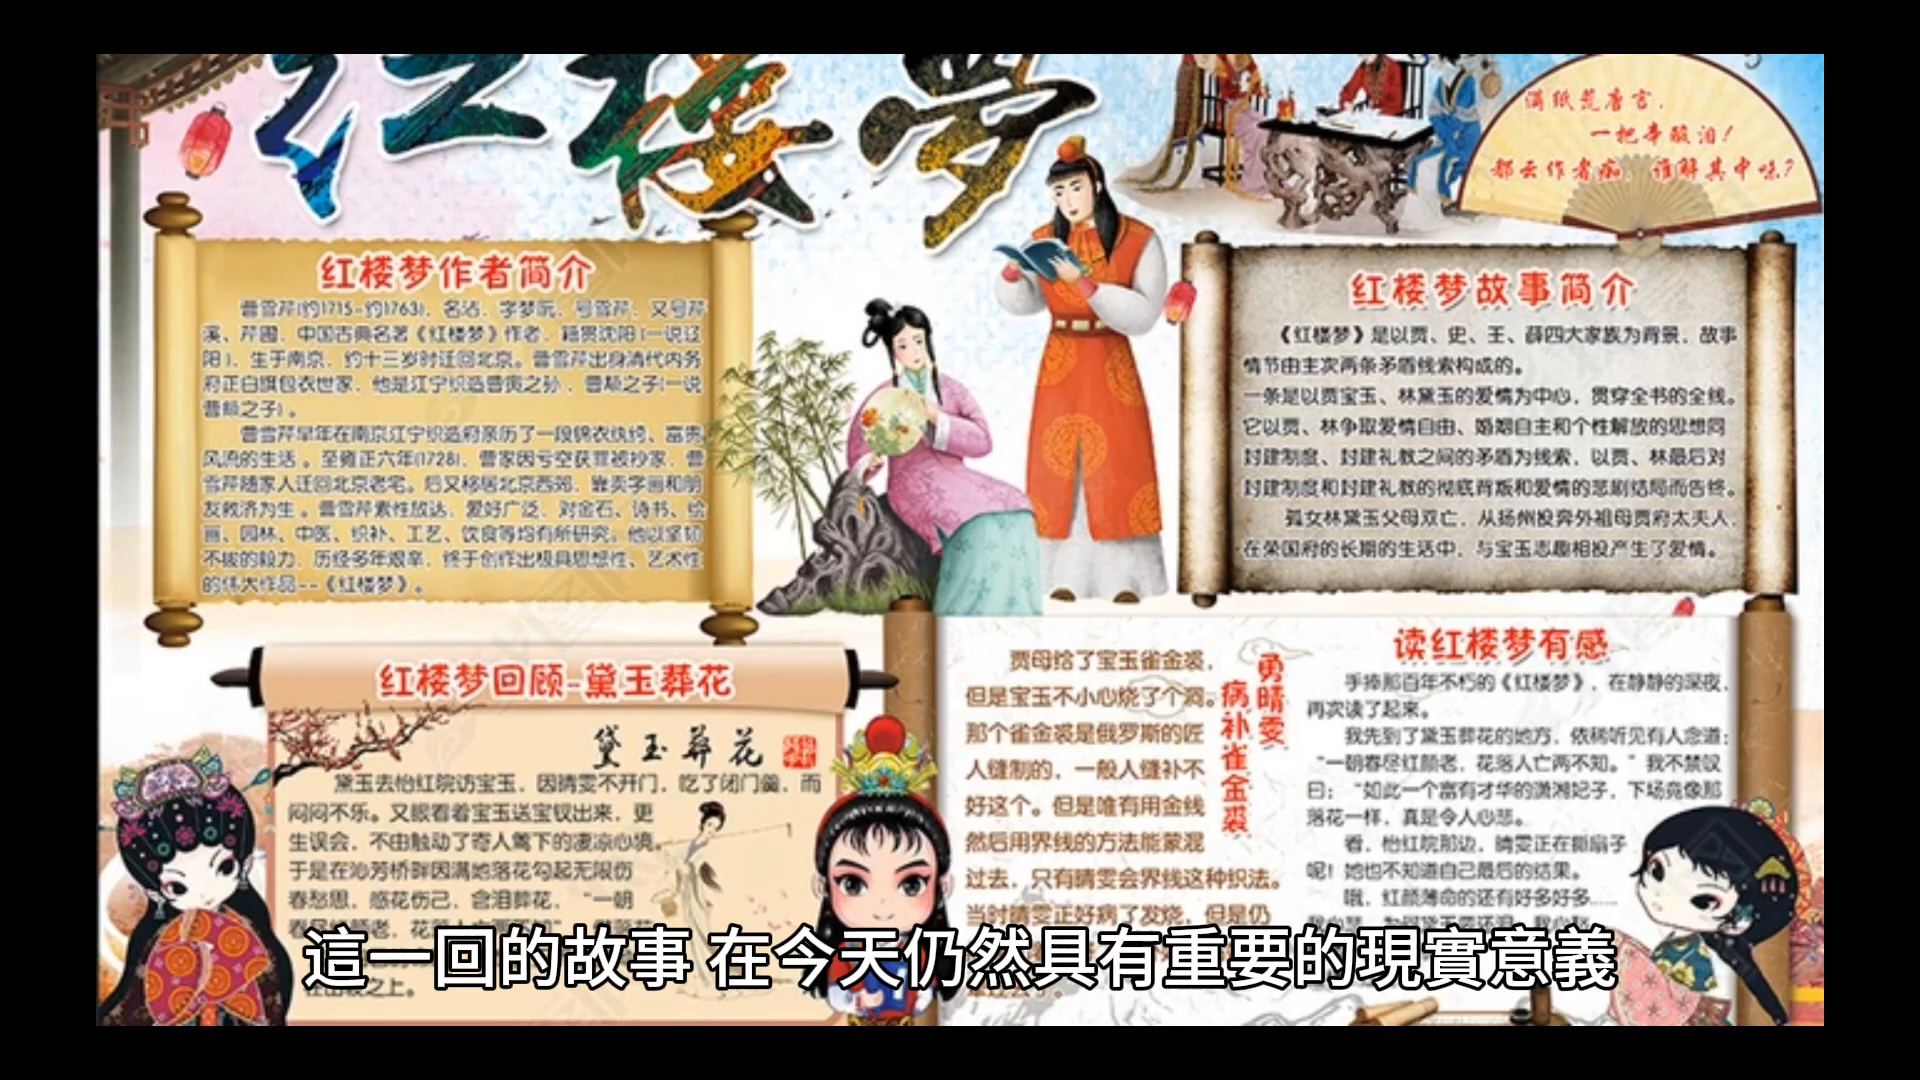 红楼梦
满纸荒唐言，
一把辛酸泪！
都云作者痴，谁解其中味？
红楼梦作者简介
曹雪芹(约1715-约1763)，名沾，字梦阮，号雪芹，又号芹
溪、芹圃，中国古典名著《红楼梦》作者，籍贯沈阳(一说辽
阳)，生于南京，约十三岁时迁回北京。曹雪芹出身清代内务
府正白旗包衣世家，他是江宁织造曹寅之孙，曹颙之子(一说
曹頫之子)。
曹雪芹早年在南京江宁织造府亲历了一段锦衣纨绔、富贵
风流的生活。至雍正六年(1728)，曹家因亏空获罪被抄家，曹
雪芹随家人迁回北京老宅。后又移居北京西郊，靠卖字画和朋
友救济为生。曹雪芹素性放达，爱好广泛，对金石、诗书、绘
画、园林、中医、织补、工艺、饮食等均有所研究。他以坚韧
不拔的毅力，历经多年艰辛，终于创作出极具思想性、艺术性
的伟大作品--《红楼梦》。
红楼梦故事简介
《红楼梦》是以贾、史、王、薛四大家族为背景，故事
情节由主次两条矛盾线索构成的。
一条是以贾宝玉、林黛玉的爱情为中心，贯穿全书的全线。
它以贾、林争取爱情自由、婚姻自主和个性解放的思想同
封建制度、封建礼教之间的矛盾为线索，以贾、林最后对
封建制度和封建礼教的彻底背叛和爱情的悲剧结局而告终。
孤女林黛玉父母双亡，从扬州投奔外祖母贾府太夫人，
在荣国府的长期的生活中，与宝玉志趣相投产生了爱情。
红楼梦回顾-黛玉葬花
黛玉葬花
黛玉去怡红院访宝玉，因晴雯不开门，吃了闭门羹，而
闷闷不乐。又眼看着宝玉送宝钗出来，更
生误会，不由触动了寄人篱下的凄凉心境。
于是在沁芳桥畔因满地落花勾起无限伤
春愁思，感花伤己，含泪葬花，“一朝
勇晴雯
病补雀金裘
贾母给了宝玉雀金裘，
但是宝玉不小心烧了个洞。
那个雀金裘是俄罗斯的匠
人缝制的，一般人缝补不
好这个。但是唯有用金线
然后用界线的方法能蒙混
过去，只有晴雯会界线这种织法。
当时晴雯正好病了发烧，但是仍
读红楼梦有感
手捧那百年不朽的《红楼梦》，在静静的深夜，
再次读了起来。
我先到了黛玉葬花的地方，依稀听见有人念道：
“一朝春尽红颜老，花落人亡两不知。”我不禁叹
曰：“如此一个富有才华的潇湘妃子，下场竟像那
落花一样，真是令人心悲。
看，怡红院那边，晴雯正在撕扇子
呢！她也不知道自己最后的结果。
哦，红颜薄命的还有好多好多……
這一回的故事 在今天仍然具有重要的現實意義